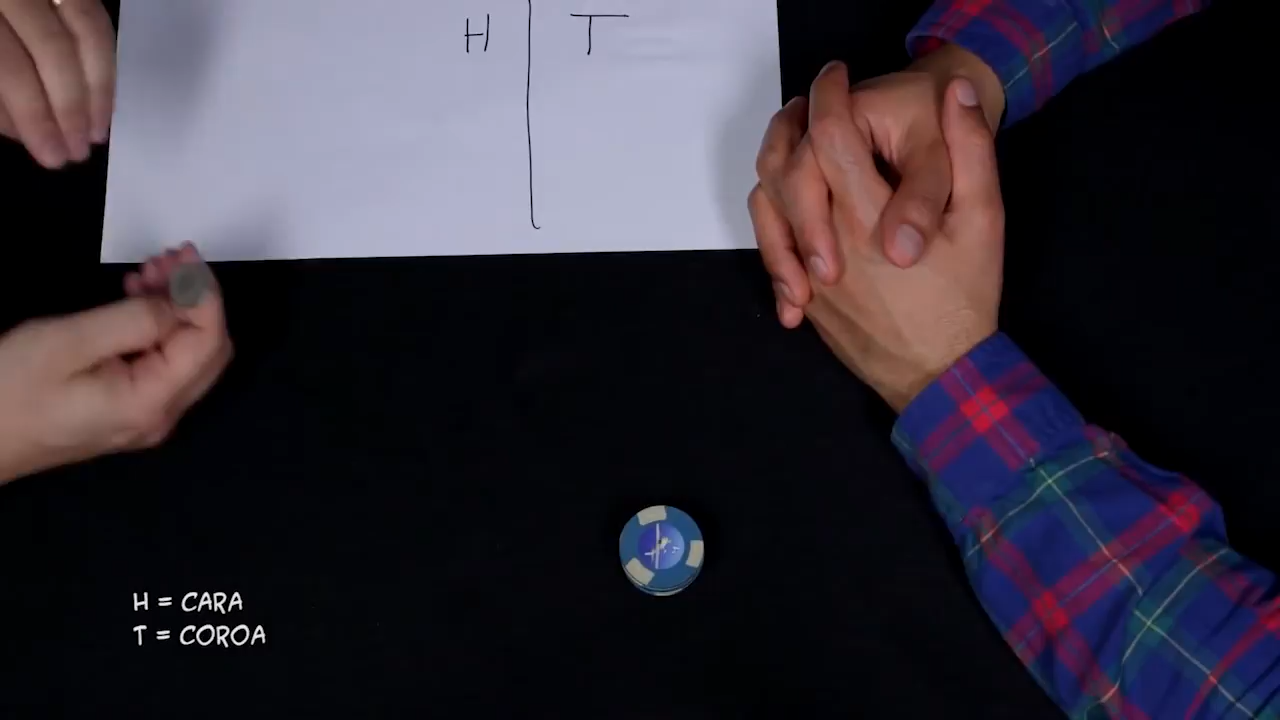 H T
H = CARA
T = COROA